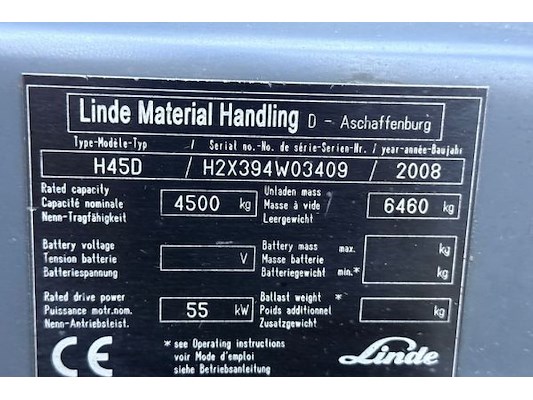 Linde Material Handling D - Aschaffenburg
Type-Modèle-Typ / Serial no.-No. de série-Serien-Nr. / year-année-Baujahr
H45D / H2X394W03409 / 2008
Rated capacity
Capacité nominale
Nenn-Tragfähigkeit
4500 kg
Unladen mass
Masse à vide
Leergewicht
6460 kg
Battery voltage
Tension batterie
Batteriespannung
V
Battery mass max.
Masse batterie
Batteriegewicht min.*
kg
kg
Rated drive power
Puissance motr.nom.
Nenn-Antriebsleist.
55 kW
Ballast weight *
Poids additionnel
Zusatzgewicht
kg
CE
* see Operating instructions
voir Mode d'emploi
siehe Betriebsanleitung
Linde